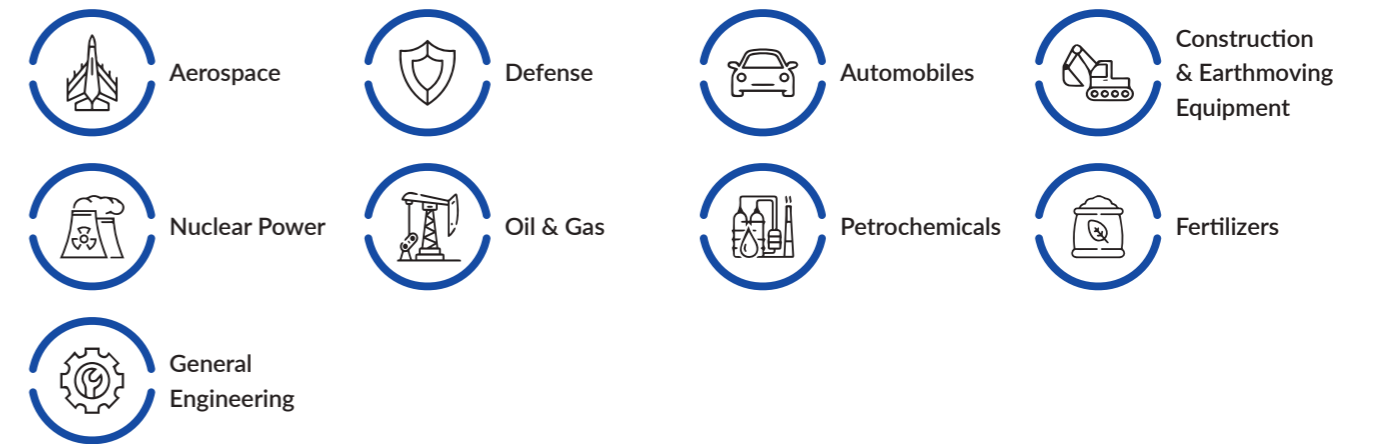 Aerospace
Defense
Automobiles
Construction
& Earthmoving
Equipment
Nuclear Power
Oil & Gas
Petrochemicals
Fertilizers
General
Engineering